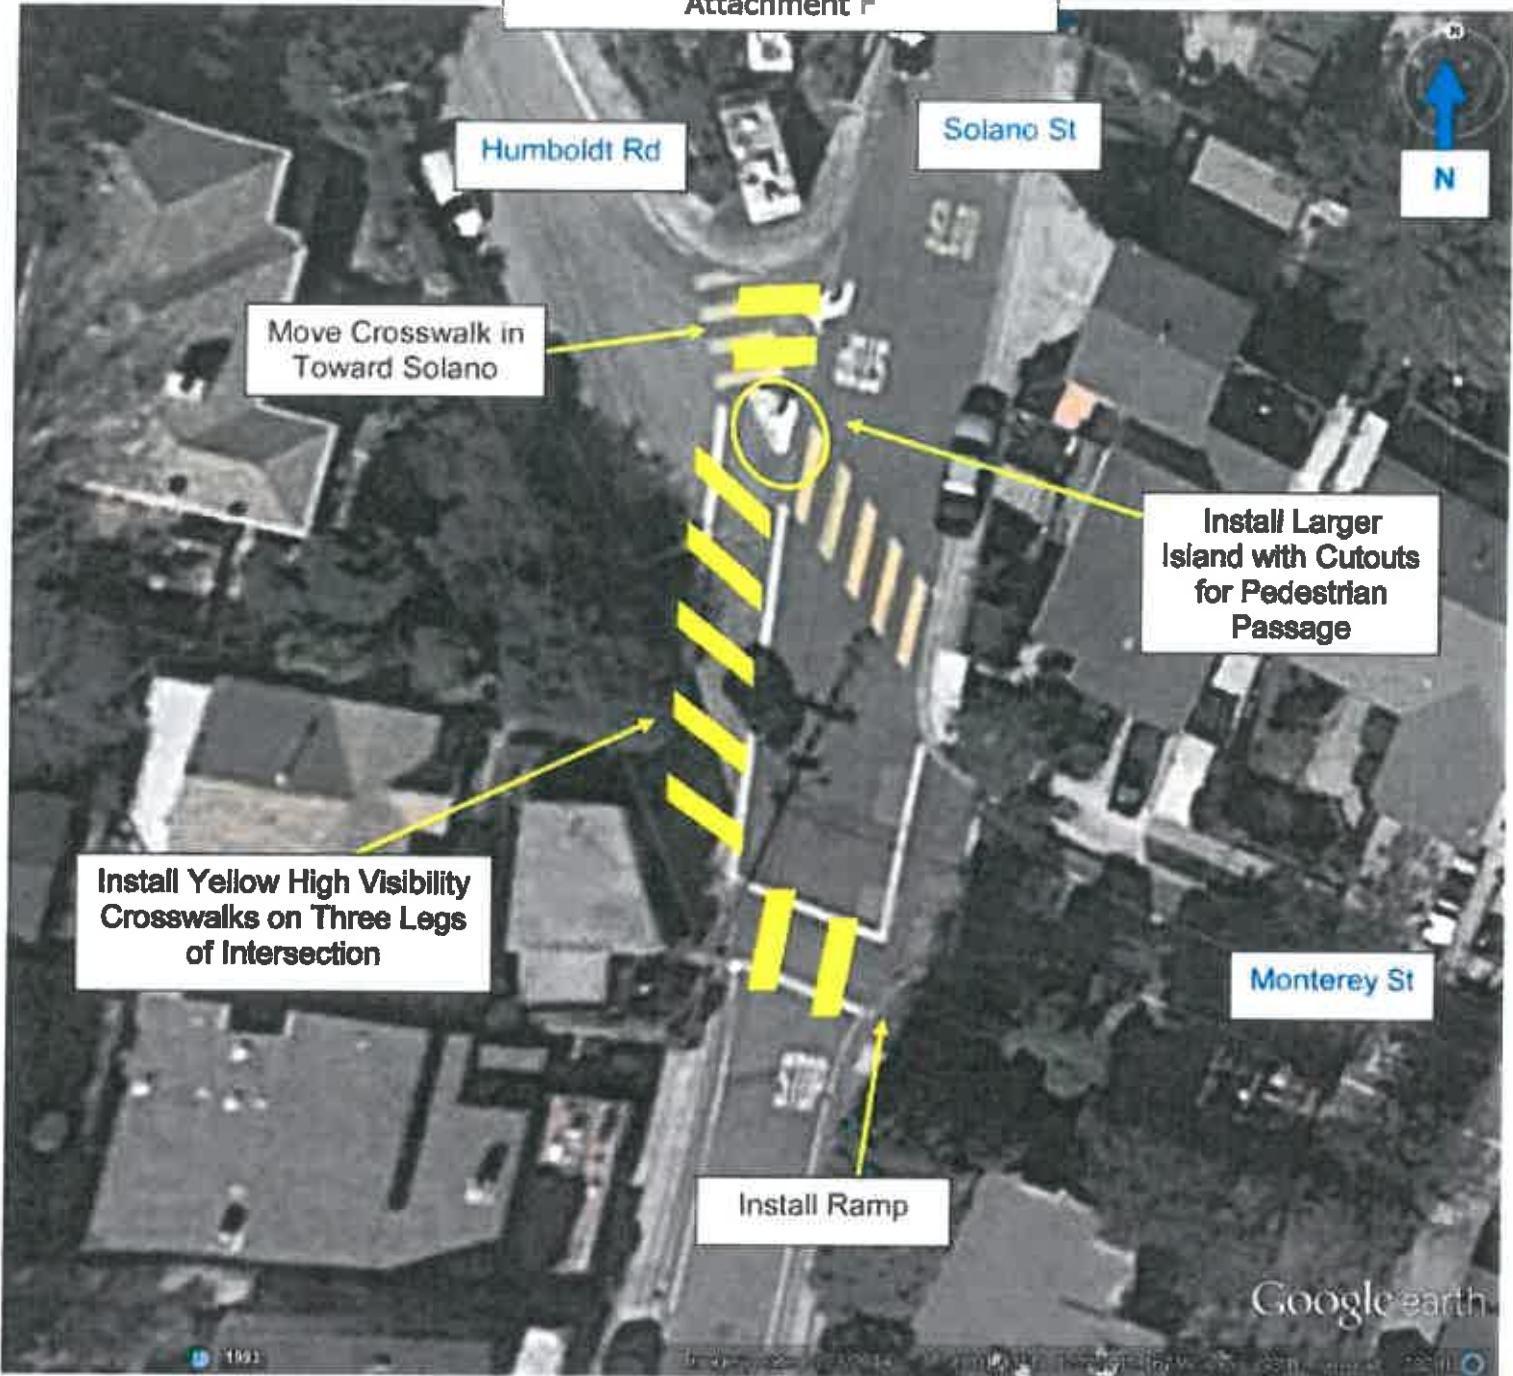 Attachment F
Humboldt Rd
Solano St
N
Move Crosswalk in
Toward Solano
Install Larger
Island with Cutouts
for Pedestrian
Passage
Install Yellow High Visibility
Crosswalks on Three Legs
of Intersection
Monterey St
Install Ramp
Google earth
1993